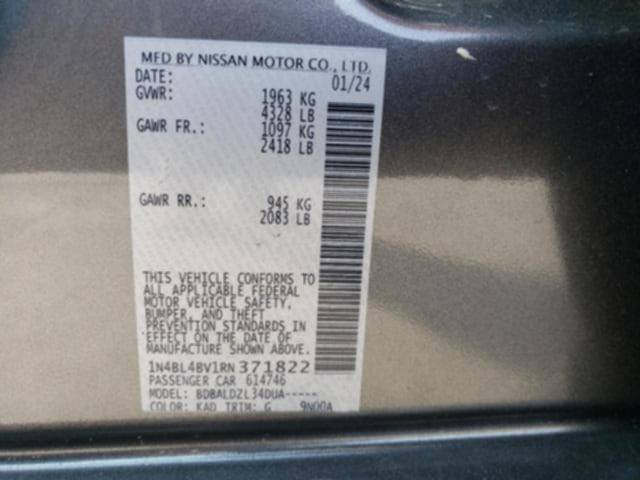 MFD BY NISSAN MOTOR CO., LTD.
DATE: 01/24
GVWR: 1963 KG
4328 LB
GAWR FR.: 1097 KG
2418 LB
GAWR RR.: 945 KG
2083 LB
THIS VEHICLE CONFORMS TO
ALL APPLICABLE FEDERAL
MOTOR VEHICLE SAFETY,
BUMPER, AND THEFT
PREVENTION STANDARDS IN
EFFECT ON THE DATE OF
MANUFACTURE SHOWN ABOVE.
1N4BL4BV1RN371822
PASSENGER CAR 614746
MODEL: BDBALDZL34DUA-----
COLOR: KAD TRIM: G 9N00A